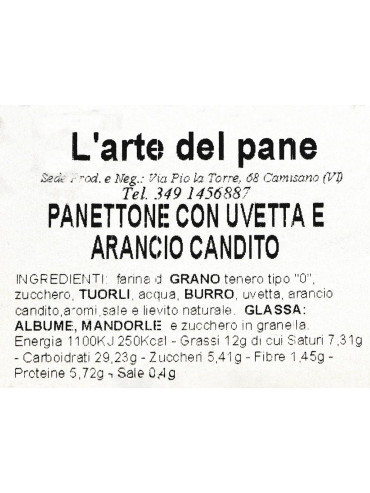 L'arte del pane
Sede Prod. e Neg.: Via Pio la Torre, 68 Camisano (VI)
Tel. 349 1456887
PANETTONE CON UVETTA E
ARANCIO CANDITO
INGREDIENTI: farina d GRANO tenero tipo "0",
zucchero, TUORLI, acqua, BURRO, uvetta, arancio
candito,aromi,sale e lievito naturale. GLASSA:
ALBUME, MANDORLE e zucchero in granella.
Energia 1100KJ 250Kcal - Grassi 12g di cui Saturi 7,31g
- Carboidrati 29,23g - Zuccheri 5,41g - Fibre 1,45g -
Proteine 5,72g - Sale 0,4g